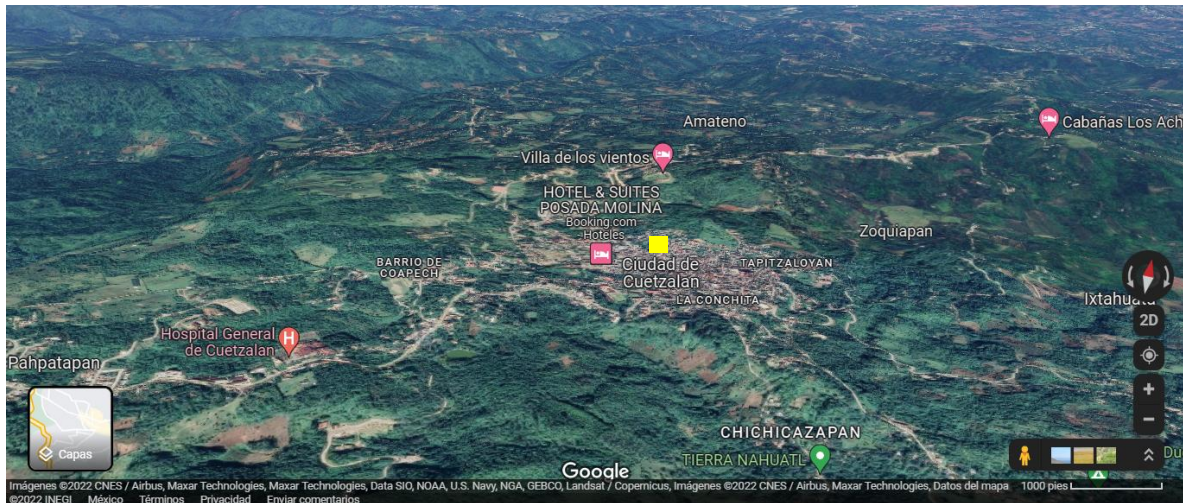 Amateno
Cabañas Los Ach
Villa de los vientos
HOTEL & SUITES
POSADA MOLINA
Booking.com
Hoteles
Zoquiapan
BARRIO DE
COAPECH
Ciudad de
Cuetzalan
TAPITZALOYAN
LA CONCHITA
Ixtahuata
2D
Hospital General
de Cuetzalan
H
Pahpatapan
Capas
CHICHICAZAPAN
TIERRA NAHUATL
Du
Google
Imágenes ©2022 CNES / Airbus, Maxar Technologies, Maxar Technologies, Data SIO, NOAA, U.S. Navy, NGA, GEBCO, Landsat / Copernicus, Imágenes ©2022 CNES / Airbus, Maxar Technologies, Datos del mapa 1000 pies
©2022 INEGI México Términos Privacidad Enviar comentarios